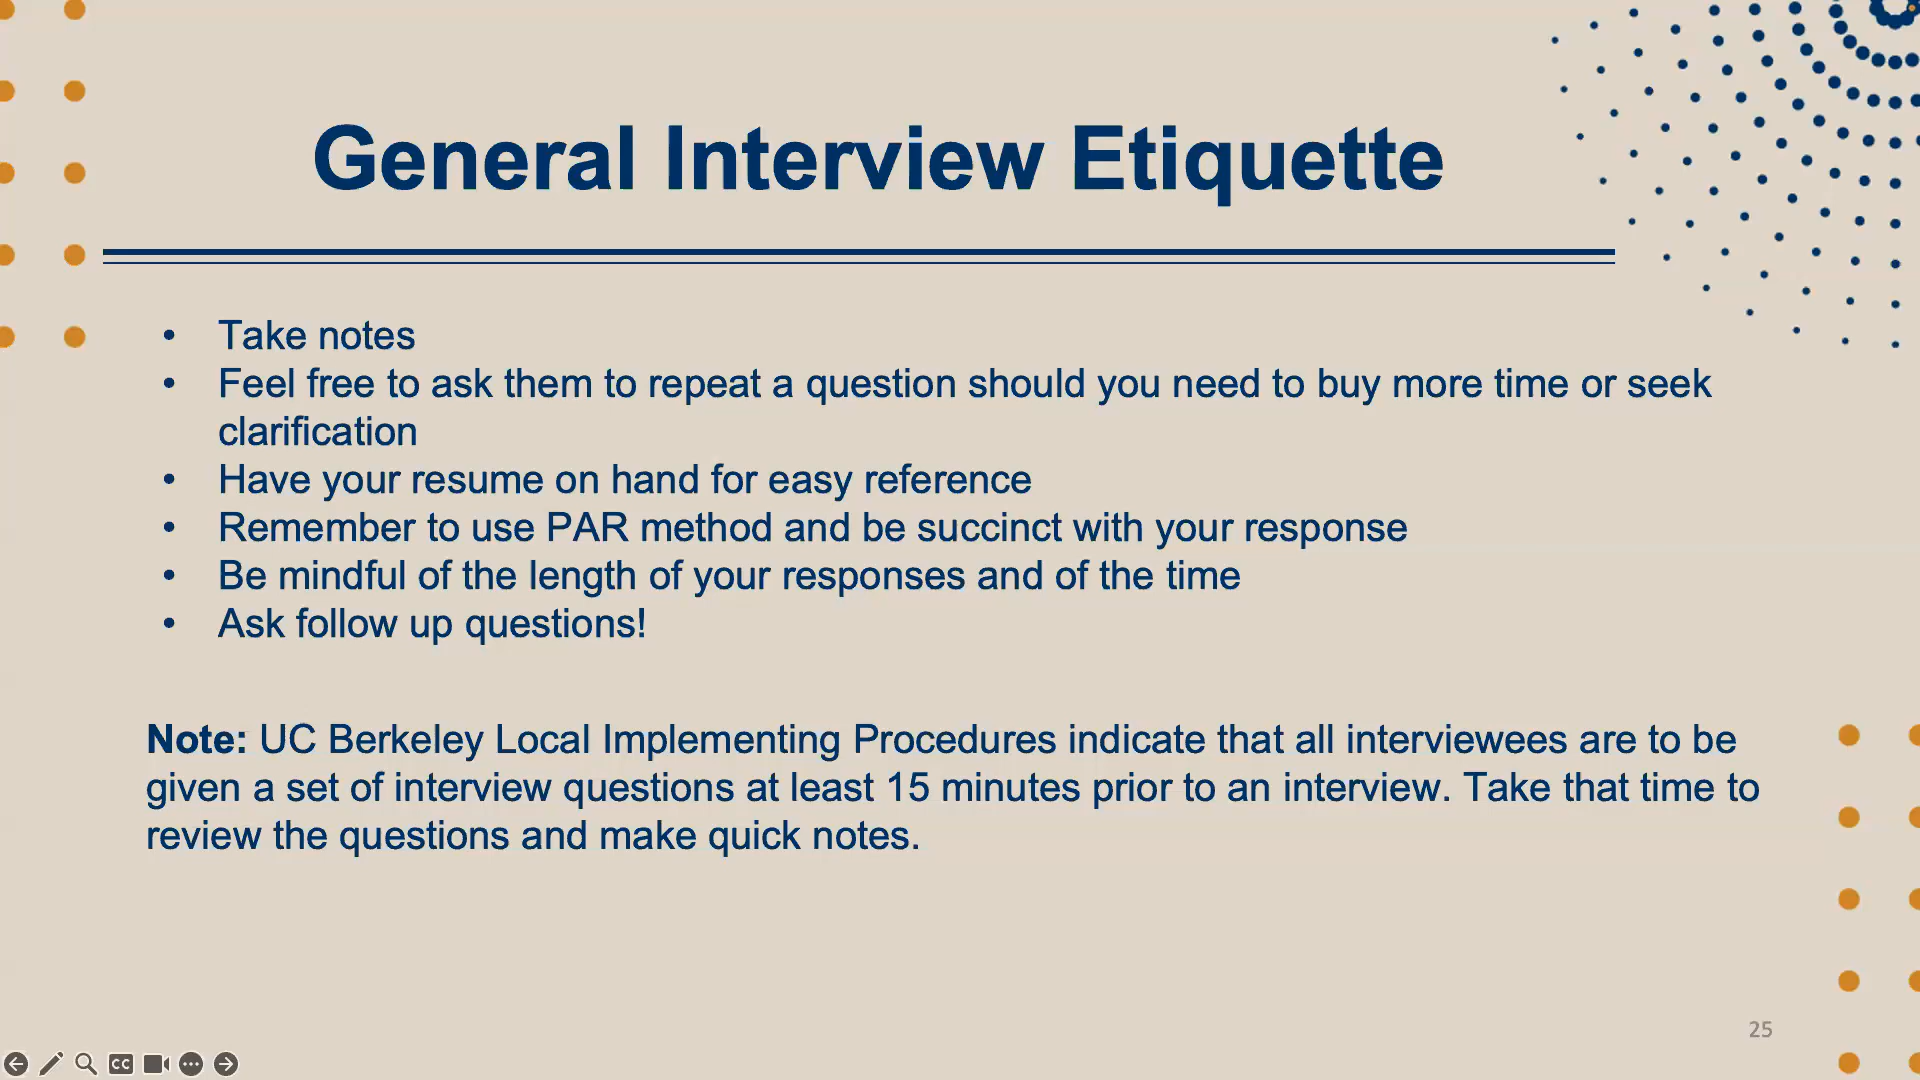 General Interview Etiquette
• Take notes
• Feel free to ask them to repeat a question should you need to buy more time or seek
clarification
• Have your resume on hand for easy reference
• Remember to use PAR method and be succinct with your response
• Be mindful of the length of your responses and of the time
• Ask follow up questions!
Note: UC Berkeley Local Implementing Procedures indicate that all interviewees are to be
given a set of interview questions at least 15 minutes prior to an interview. Take that time to
review the questions and make quick notes.
25
CC